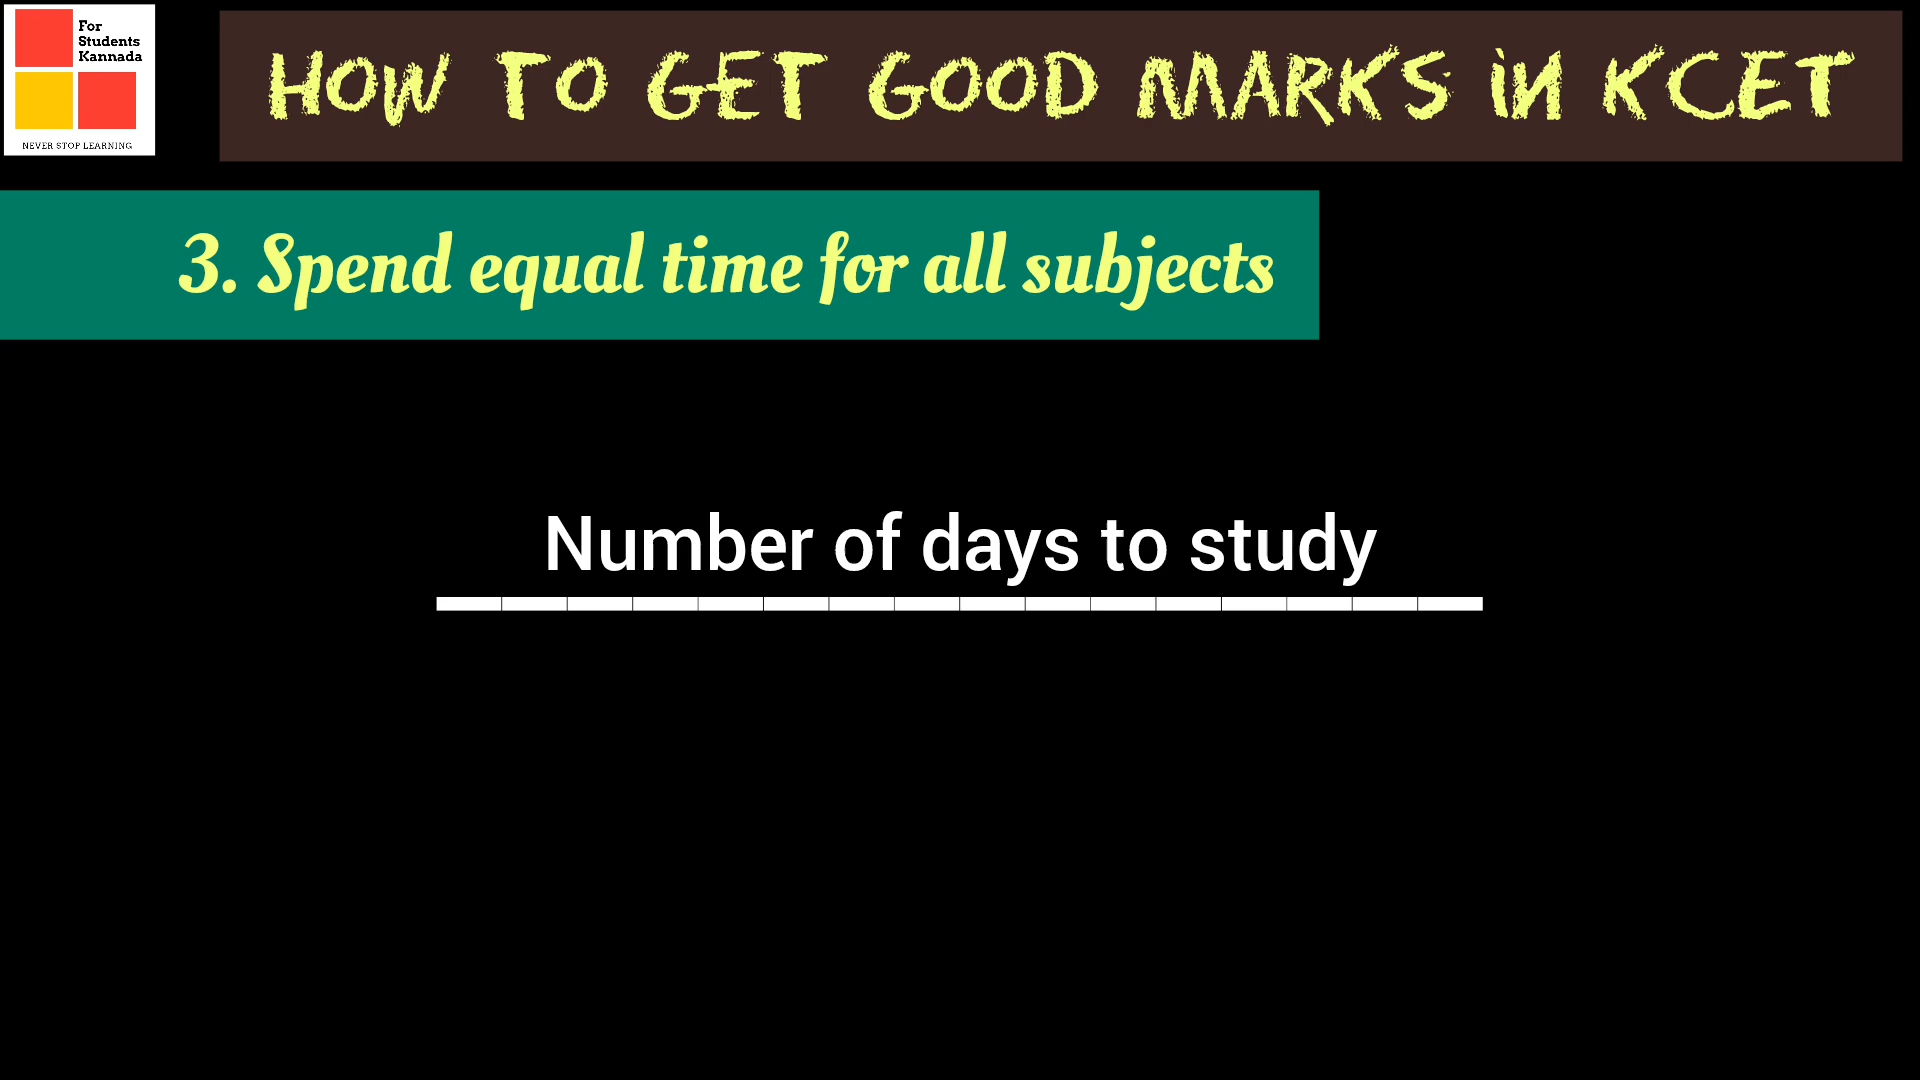 For
Students
Kannada
NEVER STOP LEARNING
HOW TO GET GOOD MARKS iN KCET
3. Spend equal time for all subjects
Number of days to study